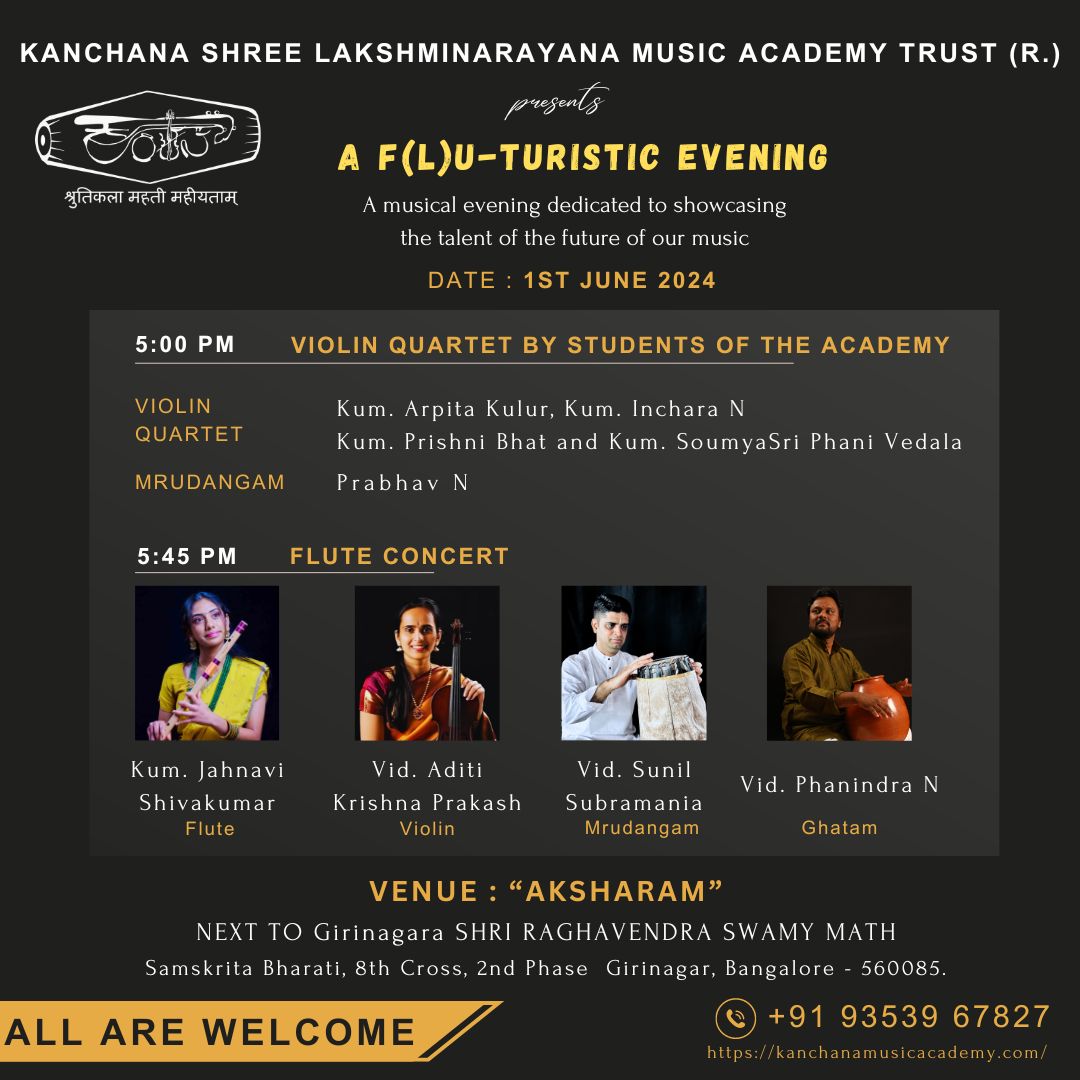 KANCHANA SHREE LAKSHMINARAYANA MUSIC ACADEMY TRUST (R.)
presents
श्रुतिकला महती महीयताम्
A F(L)U-TURISTIC EVENING
A musical evening dedicated to showcasing
the talent of the future of our music
DATE : 1ST JUNE 2024
5:00 PM VIOLIN QUARTET BY STUDENTS OF THE ACADEMY
VIOLIN QUARTET
Kum. Arpita Kulur, Kum. Inchara N
Kum. Prishni Bhat and Kum. SoumyaSri Phani Vedala
MRUDANGAM Prabhav N
5:45 PM FLUTE CONCERT
Kum. Jahnavi
Shivakumar
Flute
Vid. Aditi
Krishna Prakash
Violin
Vid. Sunil
Subramania
Mrudangam
Vid. Phanindra N
Ghatam
VENUE : “AKSHARAM”
NEXT TO Girinagara SHRI RAGHAVENDRA SWAMY MATH
Samskrita Bharati, 8th Cross, 2nd Phase Girinagar, Bangalore - 560085.
ALL ARE WELCOME
+91 93539 67827
https://kanchanamusicacademy.com/